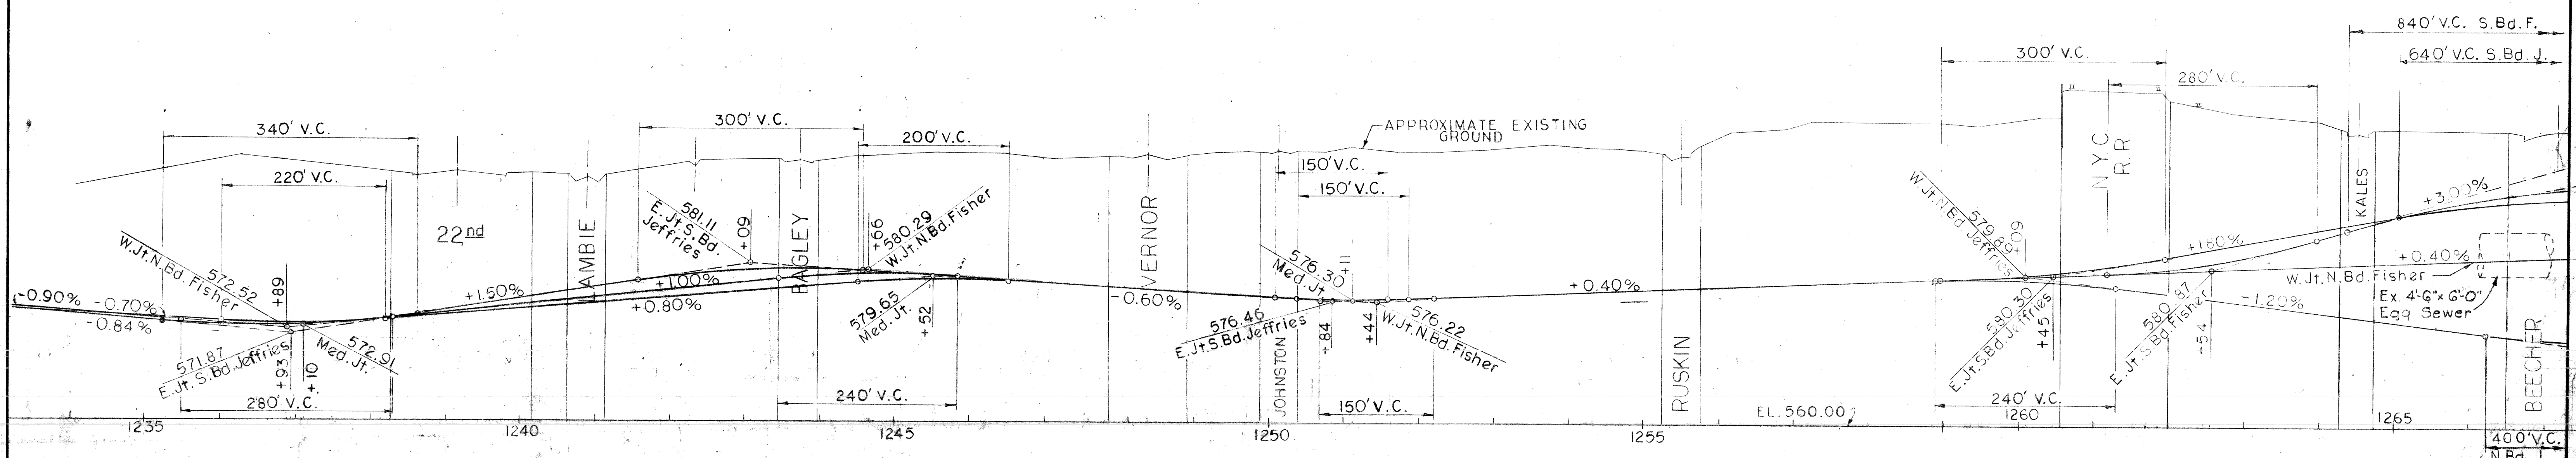 840' V.C. S.Bd.F.
640' V.C. S.Bd.J.
300' V.C.
280' V.C.
340' V.C.
300' V.C.
200' V.C.
APPROXIMATE EXISTING
GROUND
150' V.C.
150' V.C.
220' V.C.
NYC
RR
KALES
+3.00%
22nd
LAMBIE
BAGLEY
VERNOR
581.11
E.Jt.S.Bd.
Jeffries
+09
+66
580.29
W.Jt.N.Bd.Fisher
576.30
Med.Jt.
+11
579.89
W.Jt.N.Bd.Jeffries
+09
+1.80%
572.52
W.Jt.N.Bd.Fisher
+89
+0.40%
W.Jt.N.Bd.Fisher
Ex. 4'-6"x 6'-0"
Egg Sewer
-0.90%
-0.70%
-0.84%
+1.50%
+1.00%
+0.80%
-0.60%
+0.40%
-1.20%
571.87
E.Jt.S.Bd.Jeffries
+93
+10
572.91
Med.Jt.
579.65
Med.Jt.
+52
576.46
E.Jt.S.Bd.Jeffries
+84
+44
576.22
W.Jt.N.Bd.Fisher
580.30
E.Jt.S.Bd.Jeffries
+45
580.87
E.Jt.S.Bd.Fisher
+54
JOHNSTON
RUSKIN
BEECHER
280' V.C.
240' V.C.
150' V.C.
EL. 560.00
240' V.C.
1235
1240
1245
1250
1255
1260
1265
400' V.C.